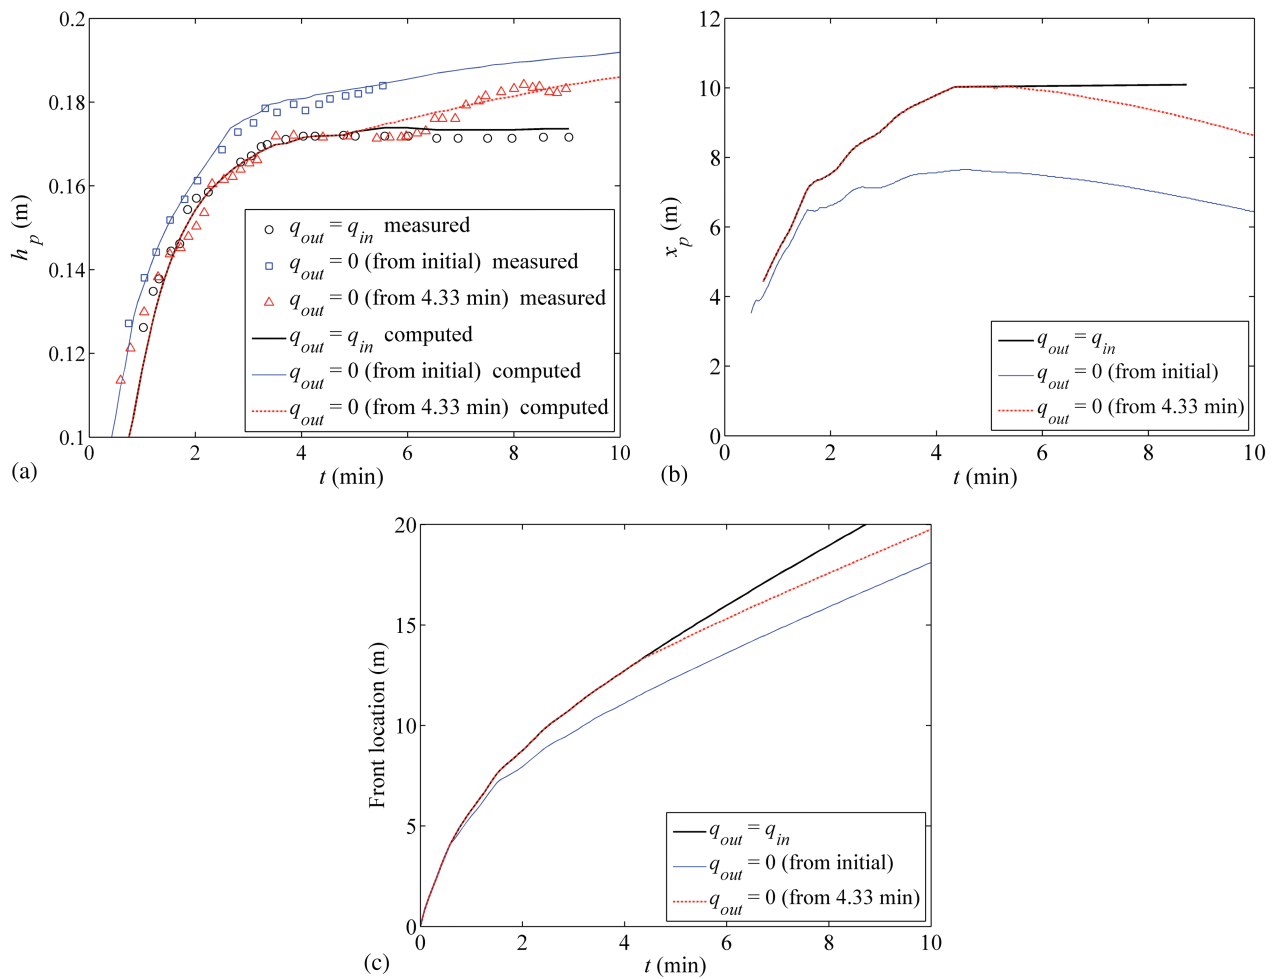 0.2
0.18
0.16
0.14
0.12
0.1
h_p (m)
0 2 4 6 8 10
t (min)
(a)
q_out = q_in measured
q_out = 0 (from initial) measured
q_out = 0 (from 4.33 min) measured
q_out = q_in computed
q_out = 0 (from initial) computed
q_out = 0 (from 4.33 min) computed
12
10
8
6
4
2
0
x_p (m)
0 2 4 6 8 10
t (min)
(b)
q_out = q_in
q_out = 0 (from initial)
q_out = 0 (from 4.33 min)
20
15
10
5
0
Front location (m)
0 2 4 6 8 10
t (min)
(c)
q_out = q_in
q_out = 0 (from initial)
q_out = 0 (from 4.33 min)